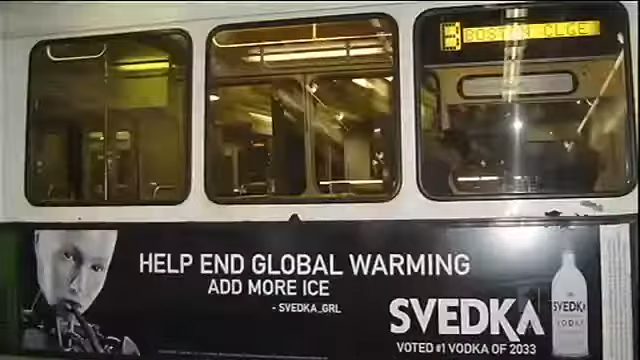 B BOSTON CLGE
HELP END GLOBAL WARMING
ADD MORE ICE
- SVEDKA_GRL
SVEDKA
VOTED #1 VODKA OF 2033
SVEDKA
VODKA